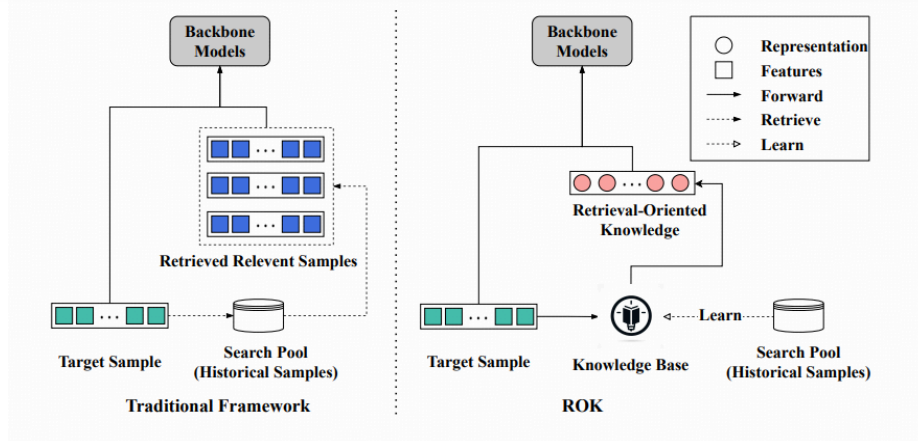 Backbone
Models
• • •
• • •
• • •
Retrieved Relevent Samples
• • •
Target Sample
Search Pool
(Historical Samples)
Traditional Framework
Backbone
Models
Representation
Features
Forward
Retrieve
Learn
• • •
Retrieval-Oriented
Knowledge
• • •
Target Sample
Knowledge Base
Learn
Search Pool
(Historical Samples)
ROK